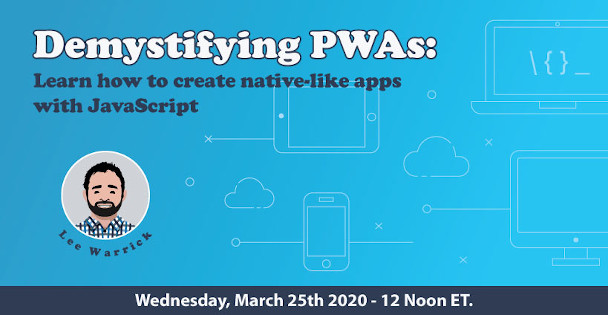 Demystifying PWAs:
Learn how to create native-like apps
with JavaScript
\{}_
Lee Warrick
Wednesday, March 25th 2020 - 12 Noon ET.